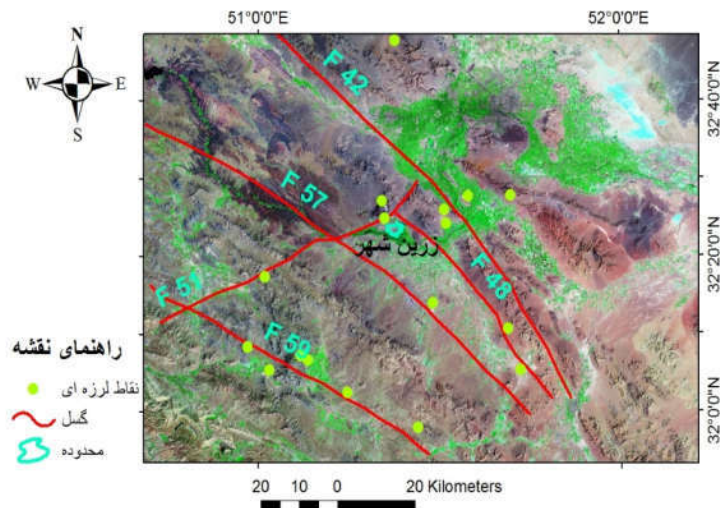 51°0'0"E
52°0'0"E
N
W
E
S
32°40'0"N
32°20'0"N
32°0'0"N
F 42
F 57
F 51
F 48
F 59
زرین شهر
راهنمای نقشه
نقاط لرزه ای
گسل
محدوده
20 10 0 20 Kilometers